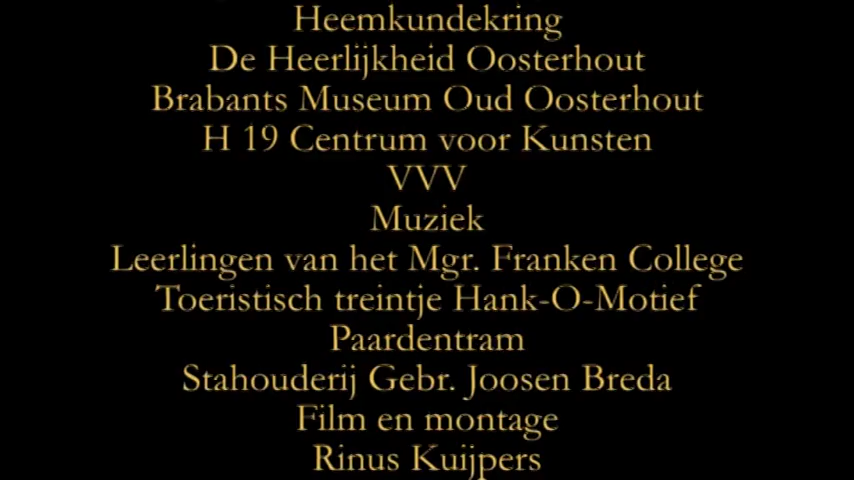 Heemkundekring
De Heerlijkheid Oosterhout
Brabants Museum Oud Oosterhout
H 19 Centrum voor Kunsten
VVV
Muziek
Leerlingen van het Mgr. Franken College
Toeristisch treintje Hank-O-Motief
Paardentram
Stahouderij Gebr. Joosen Breda
Film en montage
Rinus Kuijpers